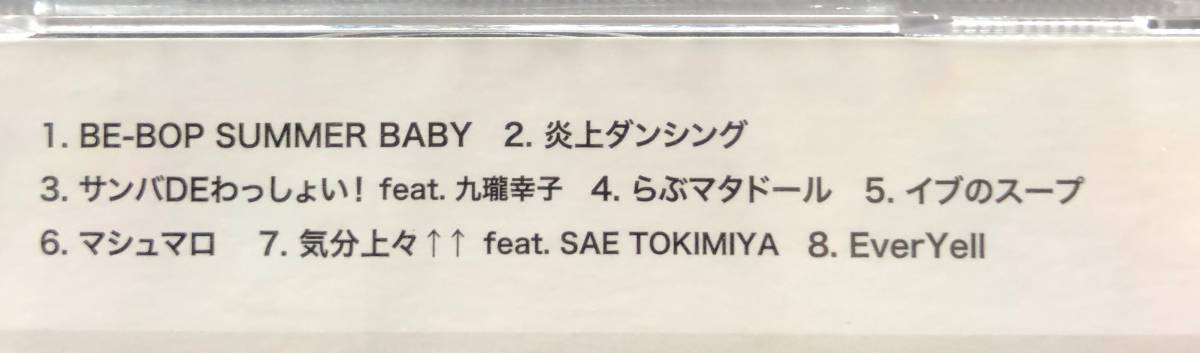 1. BE-BOP SUMMER BABY 2. 炎上ダンシング
3. サンバDEわっしょい！ feat. 九瓏幸子 4. らぶマタドール 5. イブのスープ
6. マシュマロ 7. 気分上々↑↑ feat. SAE TOKIMIYA 8. EverYell